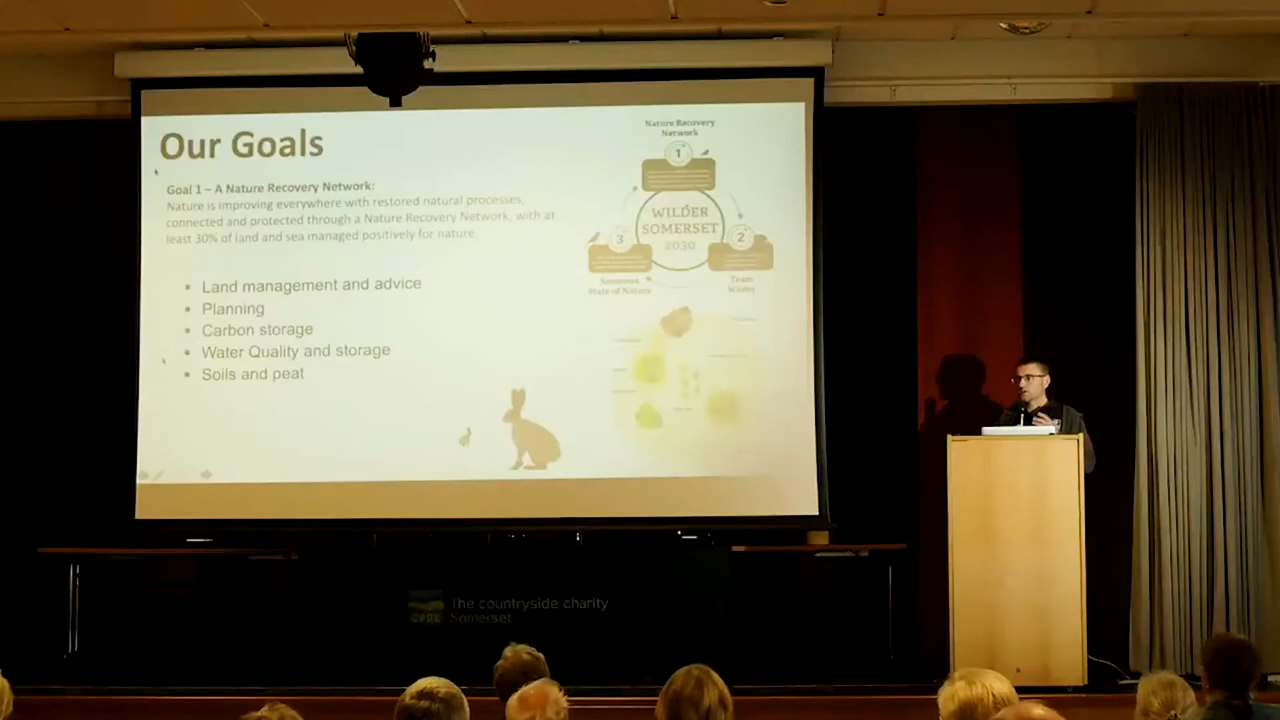 Our Goals
Goal 1 – A Nature Recovery Network:
Nature is improving everywhere with restored natural processes,
connected and protected through a Nature Recovery Network, with at
least 30% of land and sea managed positively for nature.
▪ Land management and advice
▪ Planning
▪ Carbon storage
▪ Water Quality and storage
▪ Soils and peat
Nature Recovery
Network
1
WILDER
SOMERSET
2030
3
2
Somerset
State of Nature
Team
Wilder
CPRE
The countryside charity
Somerset